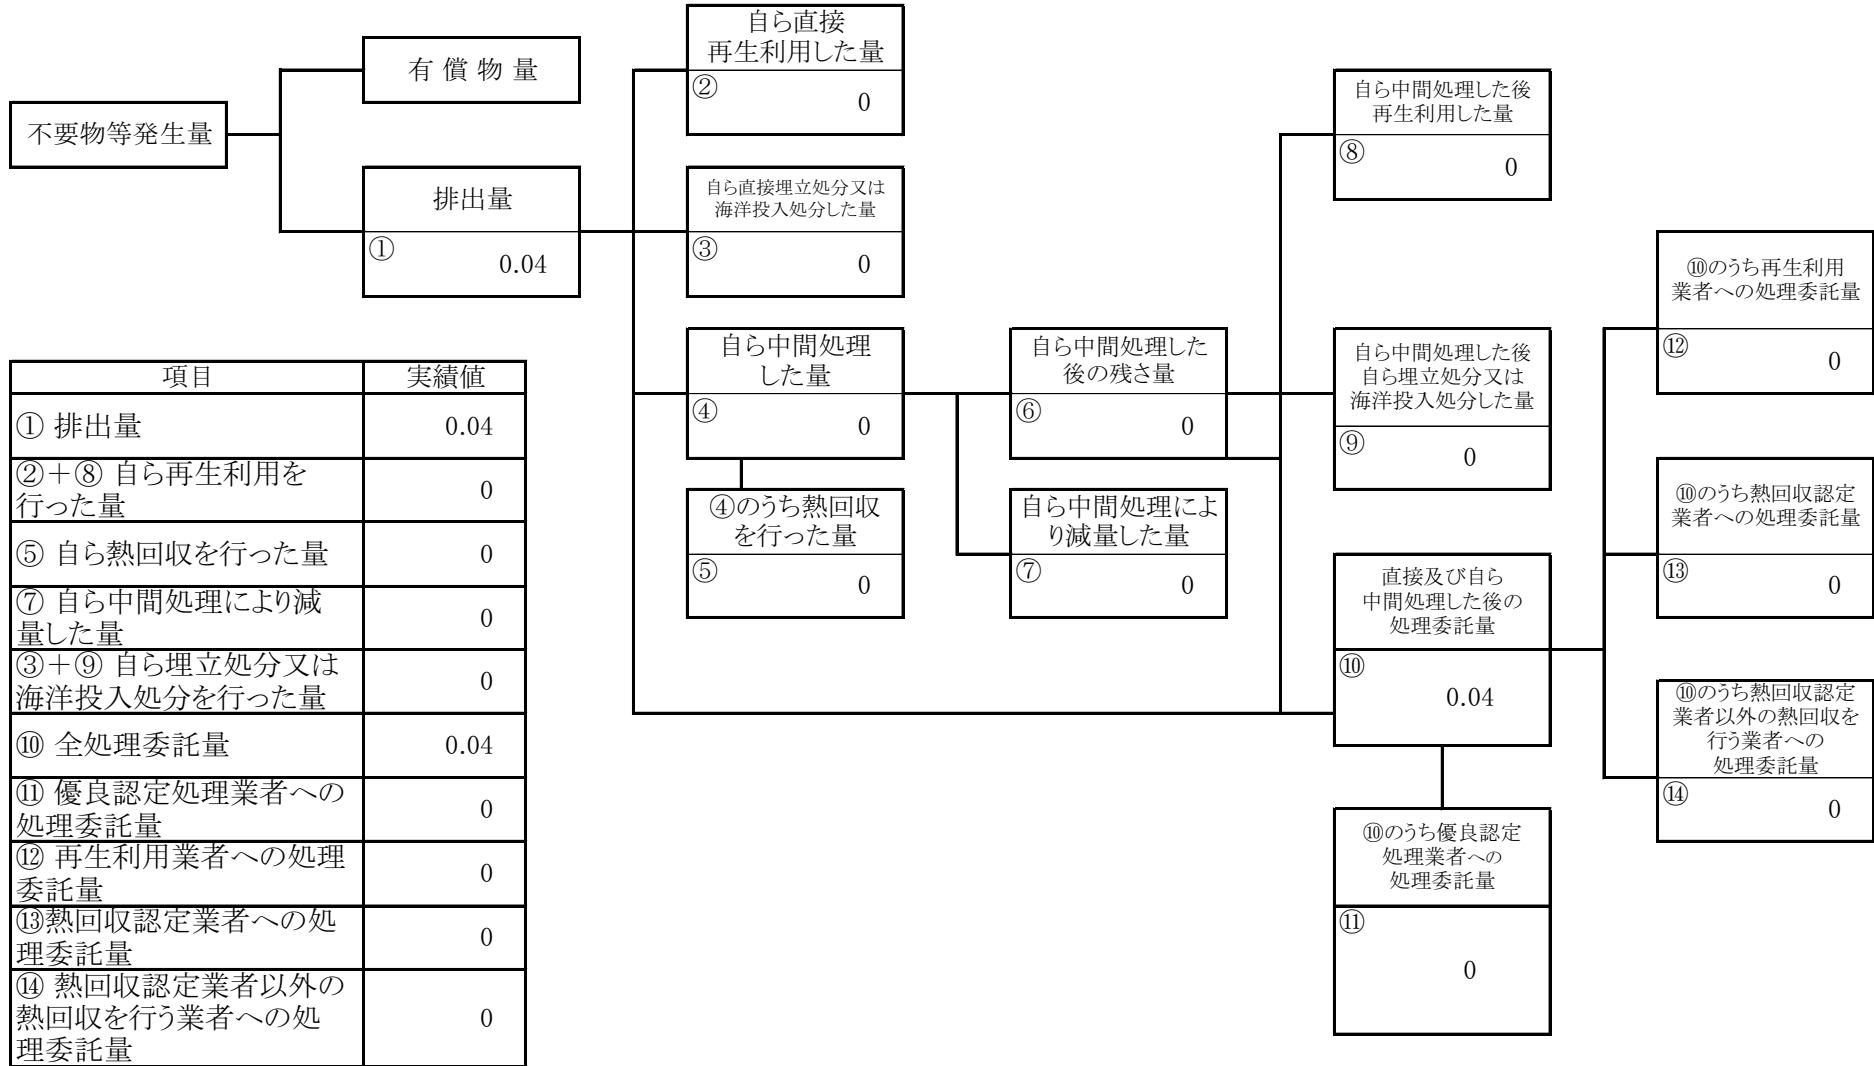 不要物等発生量
有償物量
排出量
①
0.04
自ら直接
再生利用した量
②
0
自ら直接埋立処分又は
海洋投入処分した量
③
0
自ら中間処理
した量
④
0
④のうち熱回収
を行った量
⑤
0
自ら中間処理した
後の残さ量
⑥
0
自ら中間処理によ
り減量した量
⑦
0
自ら中間処理した後
再生利用した量
⑧
0
自ら中間処理した後
自ら埋立処分又は
海洋投入処分した量
⑨
0
直接及び自ら
中間処理した後の
処理委託量
⑩
0.04
⑩のうち優良認定
処理業者への
処理委託量
⑪
0
⑩のうち再生利用
業者への処理委託量
⑫
0
⑩のうち熱回収認定
業者への処理委託量
⑬
0
⑩のうち熱回収認定
業者以外の熱回収を
行う業者への
処理委託量
⑭
0
項目 実績値
① 排出量 0.04
②＋⑧ 自ら再生利用を
行った量 0
⑤ 自ら熱回収を行った量 0
⑦ 自ら中間処理により減
量した量 0
③＋⑨ 自ら埋立処分又は
海洋投入処分を行った量 0
⑩ 全処理委託量 0.04
⑪ 優良認定処理業者への
処理委託量 0
⑫ 再生利用業者への処理
委託量 0
⑬熱回収認定業者への処
理委託量 0
⑭ 熱回収認定業者以外の
熱回収を行う業者への処
理委託量 0